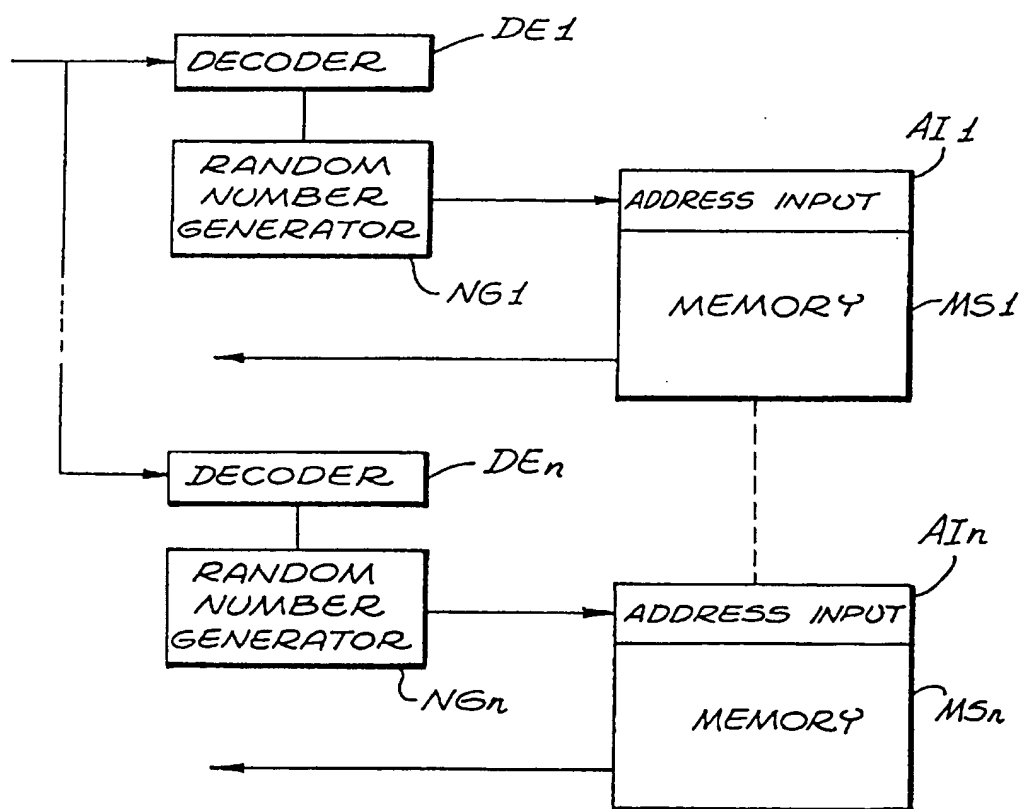 DECODER
DE1
RANDOM
NUMBER
GENERATOR
NG1
AI1
ADDRESS INPUT
MEMORY
MS1
DECODER
DEn
RANDOM
NUMBER
GENERATOR
NGn
AIn
ADDRESS INPUT
MEMORY
MSn